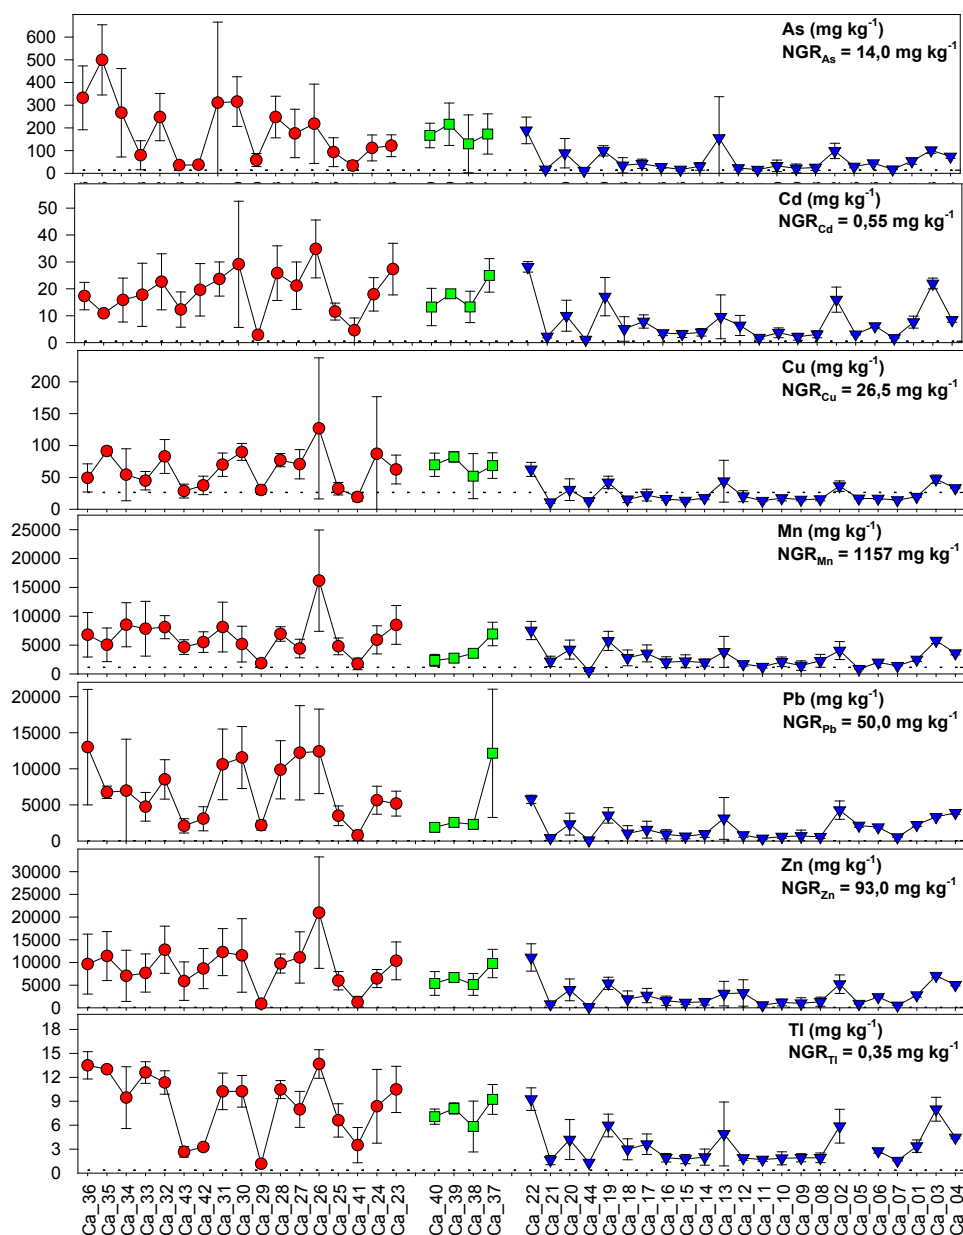 As (mg kg⁻¹)
NGR_As = 14,0 mg kg⁻¹
600
500
400
300
200
100
0
Cd (mg kg⁻¹)
NGR_Cd = 0,55 mg kg⁻¹
50
40
30
20
10
0
Cu (mg kg⁻¹)
NGR_Cu = 26,5 mg kg⁻¹
200
150
100
50
0
Mn (mg kg⁻¹)
NGR_Mn = 1157 mg kg⁻¹
25000
20000
15000
10000
5000
0
Pb (mg kg⁻¹)
NGR_Pb = 50,0 mg kg⁻¹
20000
15000
10000
5000
0
Zn (mg kg⁻¹)
NGR_Zn = 93,0 mg kg⁻¹
30000
25000
20000
15000
10000
5000
0
Tl (mg kg⁻¹)
NGR_Tl = 0,35 mg kg⁻¹
18
15
12
9
6
3
0
Ca_36
Ca_35
Ca_34
Ca_33
Ca_32
Ca_43
Ca_42
Ca_31
Ca_30
Ca_29
Ca_28
Ca_27
Ca_26
Ca_25
Ca_41
Ca_24
Ca_23
Ca_40
Ca_39
Ca_38
Ca_37
Ca_22
Ca_21
Ca_20
Ca_44
Ca_19
Ca_18
Ca_17
Ca_16
Ca_15
Ca_14
Ca_13
Ca_12
Ca_11
Ca_10
Ca_09
Ca_08
Ca_02
Ca_05
Ca_06
Ca_07
Ca_01
Ca_03
Ca_04